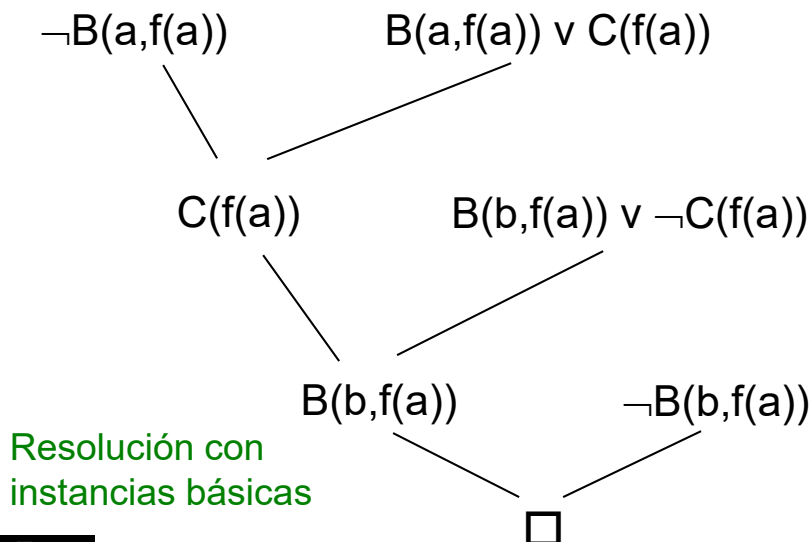 ¬B(a,f(a)) B(a,f(a)) v C(f(a))
C(f(a)) B(b,f(a)) v ¬C(f(a))
B(b,f(a)) ¬B(b,f(a))
Resolución con
instancias básicas
□